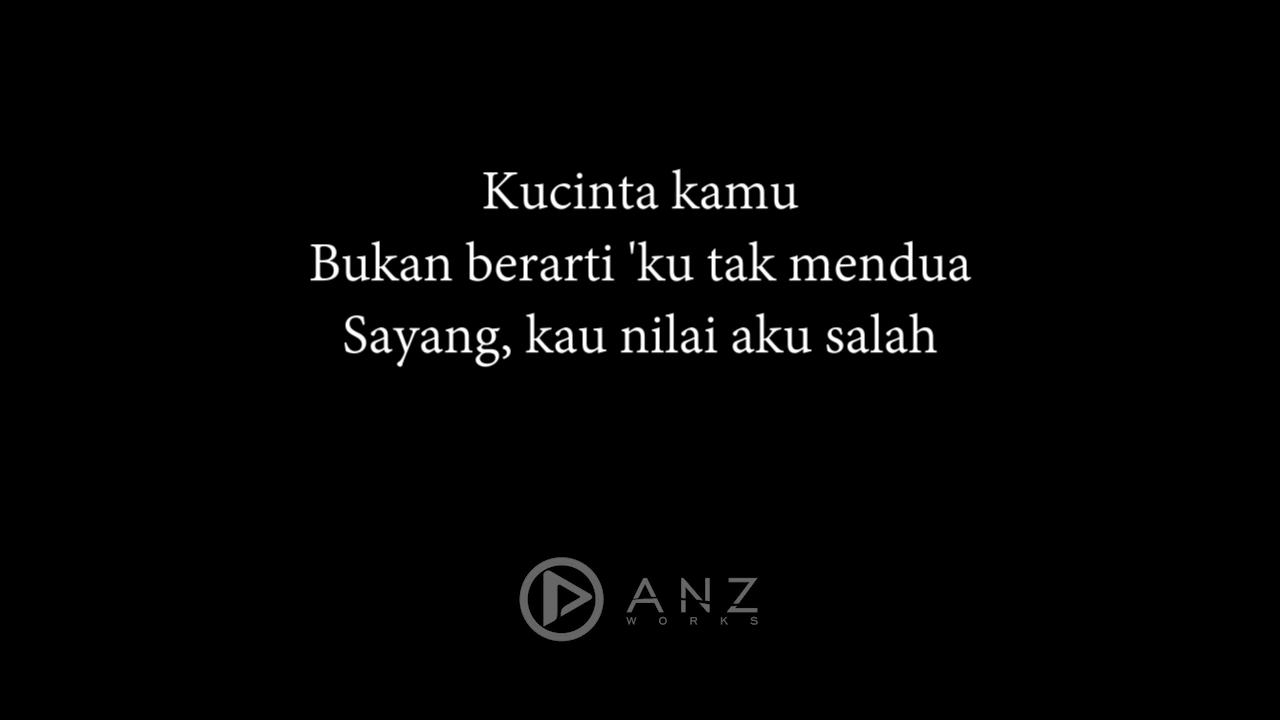 Kucinta kamu
Bukan berarti 'ku tak mendua
Sayang, kau nilai aku salah
ANZ
WORKS